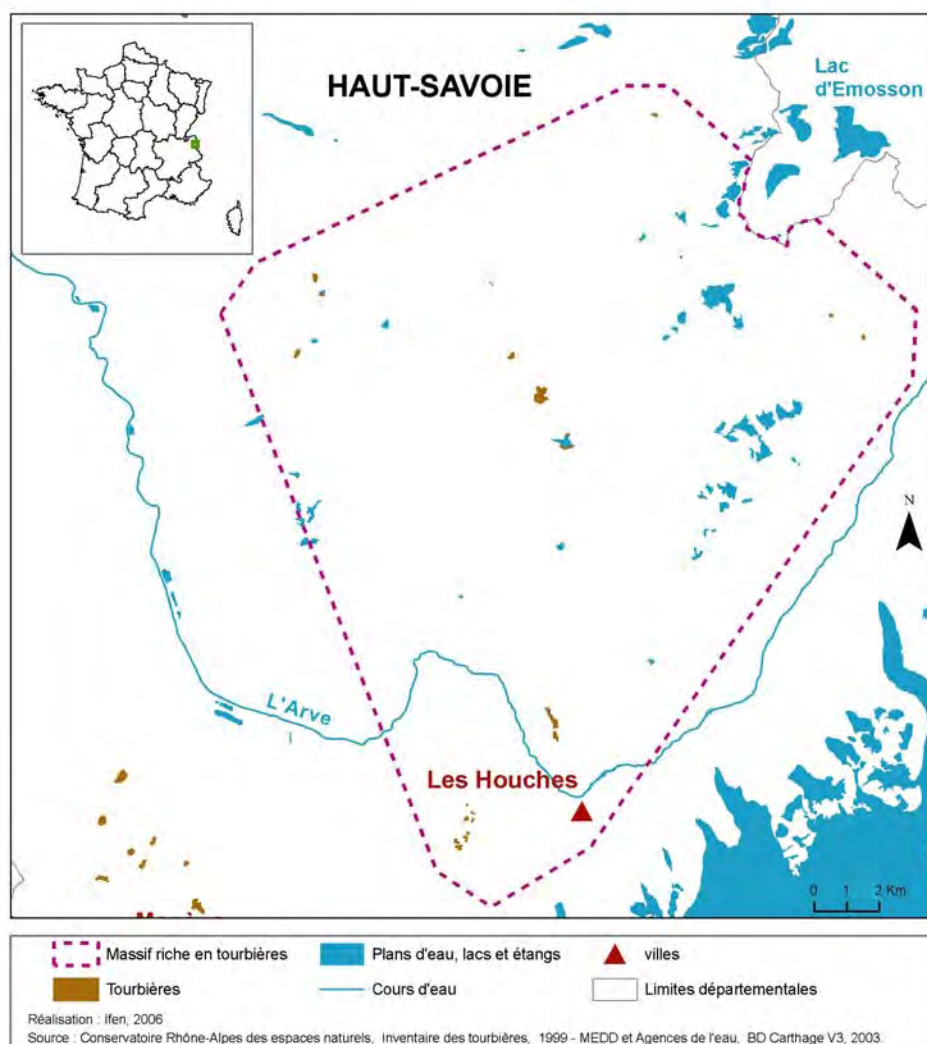 HAUT-SAVOIE
Lac
d'Emosson
N
L'Arve
Les Houches
0 1 2 Km
Massif riche en tourbières
Plans d'eau, lacs et étangs
villes
Tourbières
Cours d'eau
Limites départementales
Réalisation : Ifen, 2006
Source : Conservatoire Rhône-Alpes des espaces naturels, Inventaire des tourbières, 1999 - MEDD et Agences de l'eau, BD Carthage V3, 2003.